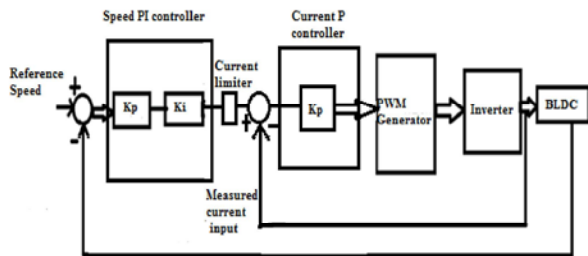 Speed PI controller
Current P
controller
Current
limiter
Reference
Speed
+
-
Kp
Ki
+
-
Kp
PWM
Generator
Inverter
BLDC
Measured
current
input